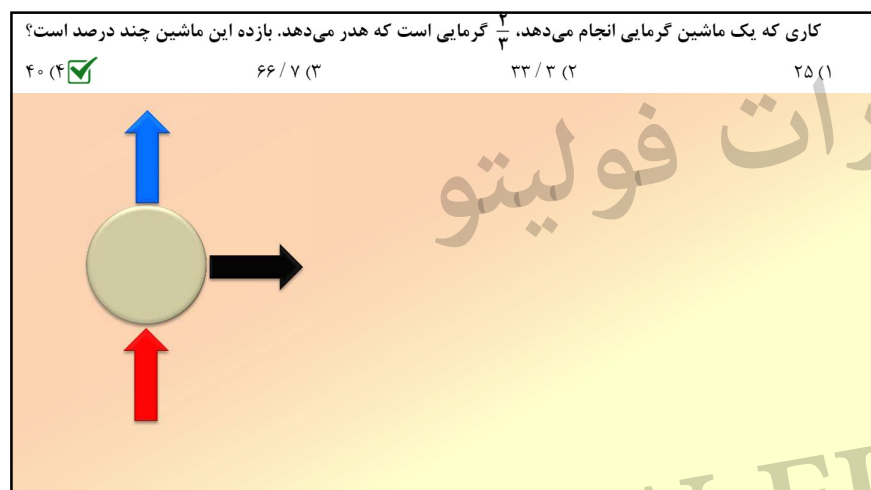 کاری که یک ماشین گرمایی انجام می‌دهد، ۲/۳ گرمایی است که هدر می‌دهد. بازده این ماشین چند درصد است؟
۱) ۲۵ ۲) ۳۳/۳ ۳) ۶۶/۷ ۴) ۴۰
فولیتو